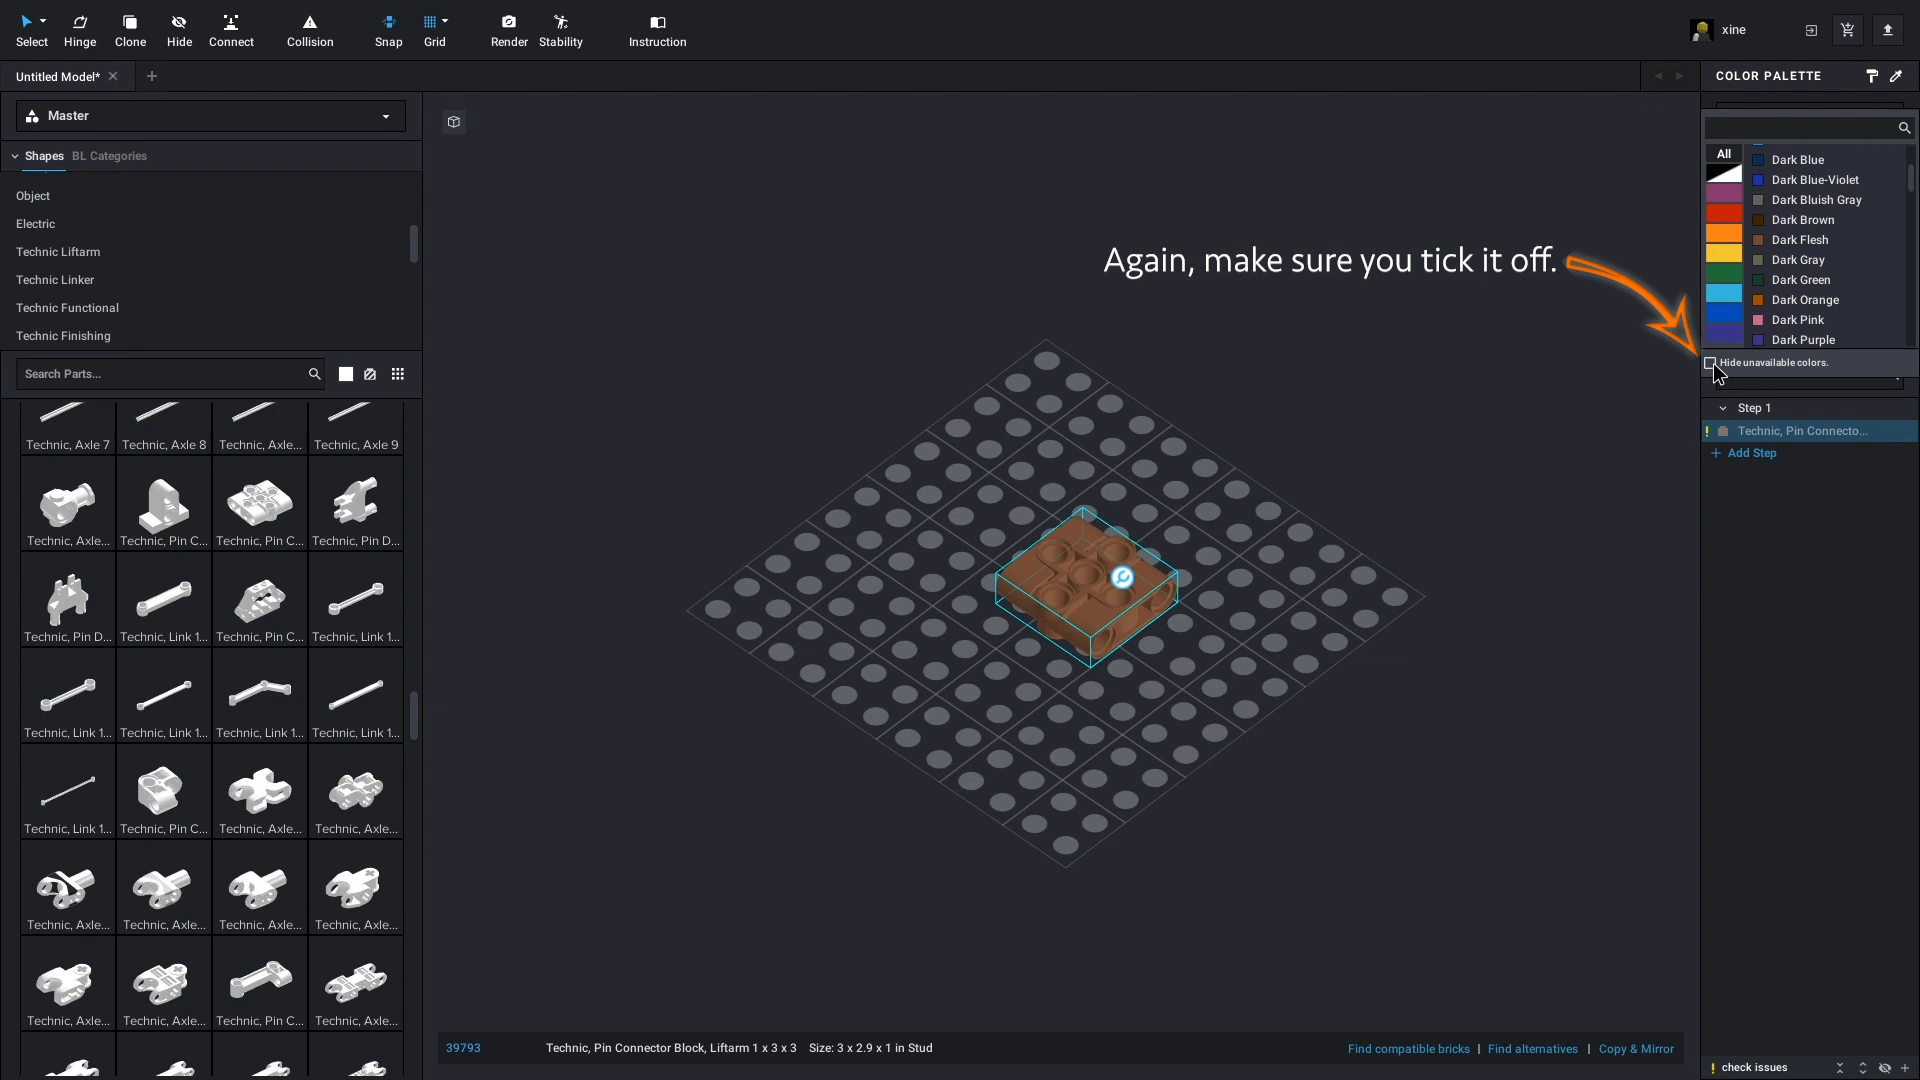 Select
Hinge
Clone
Hide
Connect
Collision
Snap
Grid
Render
Stability
Instruction
xine
Untitled Model*
COLOR PALETTE
Master
Shapes
BL Categories
Object
Electric
Technic Liftarm
Technic Linker
Technic Functional
Technic Finishing
Search Parts...
Technic, Axle 7
Technic, Axle 8
Technic, Axle...
Technic, Axle 9
Technic, Axle...
Technic, Pin C...
Technic, Pin C...
Technic, Pin D...
Technic, Pin D...
Technic, Link 1...
Technic, Pin C...
Technic, Link 1...
Technic, Link 1...
Technic, Link 1...
Technic, Link 1...
Technic, Link 1...
Technic, Link 1...
Technic, Pin C...
Technic, Axle...
Technic, Axle...
Technic, Axle...
Technic, Axle...
Technic, Axle...
Technic, Axle...
Technic, Axle...
Technic, Axle...
Technic, Pin C...
Technic, Axle...
Again, make sure you tick it off.
All
Dark Blue
Dark Blue-Violet
Dark Bluish Gray
Dark Brown
Dark Flesh
Dark Gray
Dark Green
Dark Orange
Dark Pink
Dark Purple
Hide unavailable colors.
Step 1
! Technic, Pin Connecto...
+ Add Step
39793 Technic, Pin Connector Block, Liftarm 1 x 3 x 3 Size: 3 x 2.9 x 1 in Stud
Find compatible bricks | Find alternatives | Copy & Mirror
! check issues